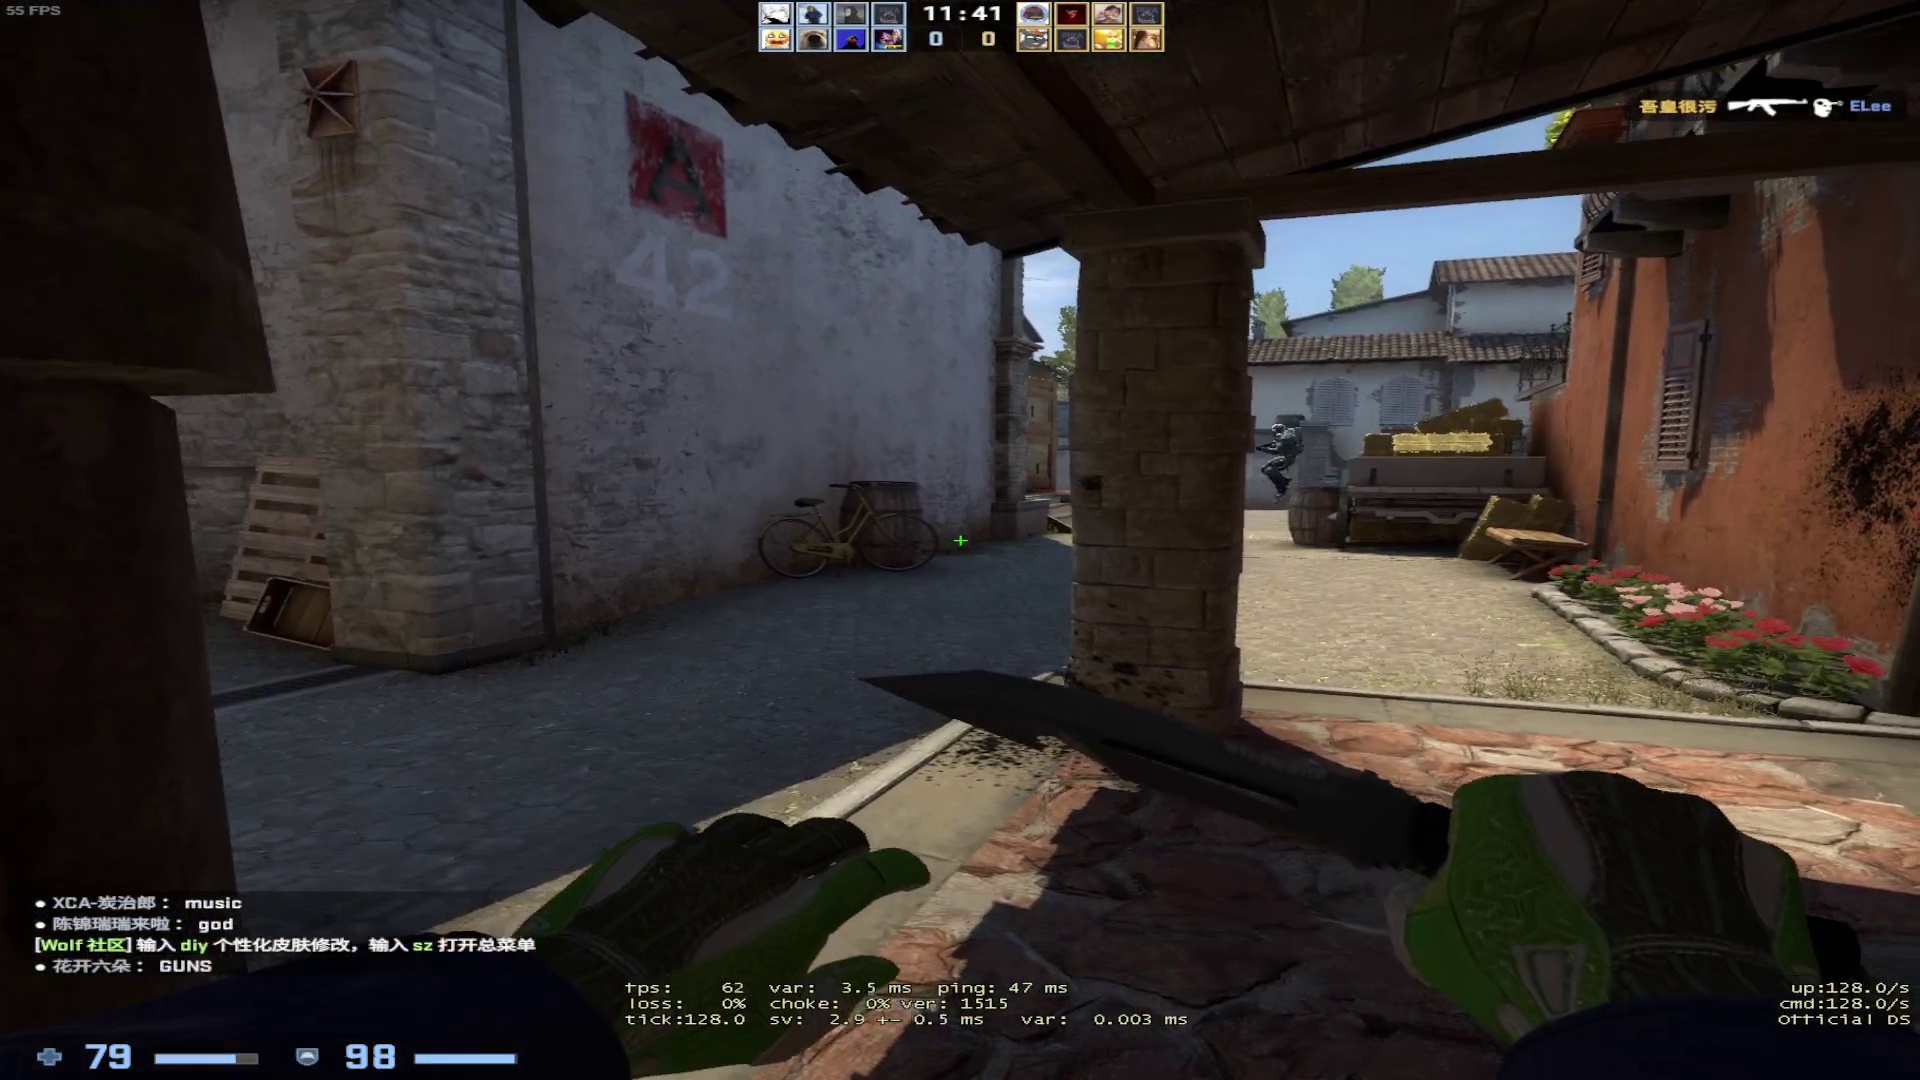 55 FPS
11:41
0 0
吾皇很污 ELee
A
42
XCA-炭治郎： music
陈锦瑞瑞来啦： god
[Wolf 社区] 输入 diy 个性化皮肤修改，输入 sz 打开总菜单
花开六朵： GUNS
fps: 62 var: 3.5 ms ping: 47 ms
loss: 0% choke: 0% ver: 1515
tick:128.0 sv: 2.9 +- 0.5 ms var: 0.003 ms
up:128.0/s
cmd:128.0/s
Official DS
79 98